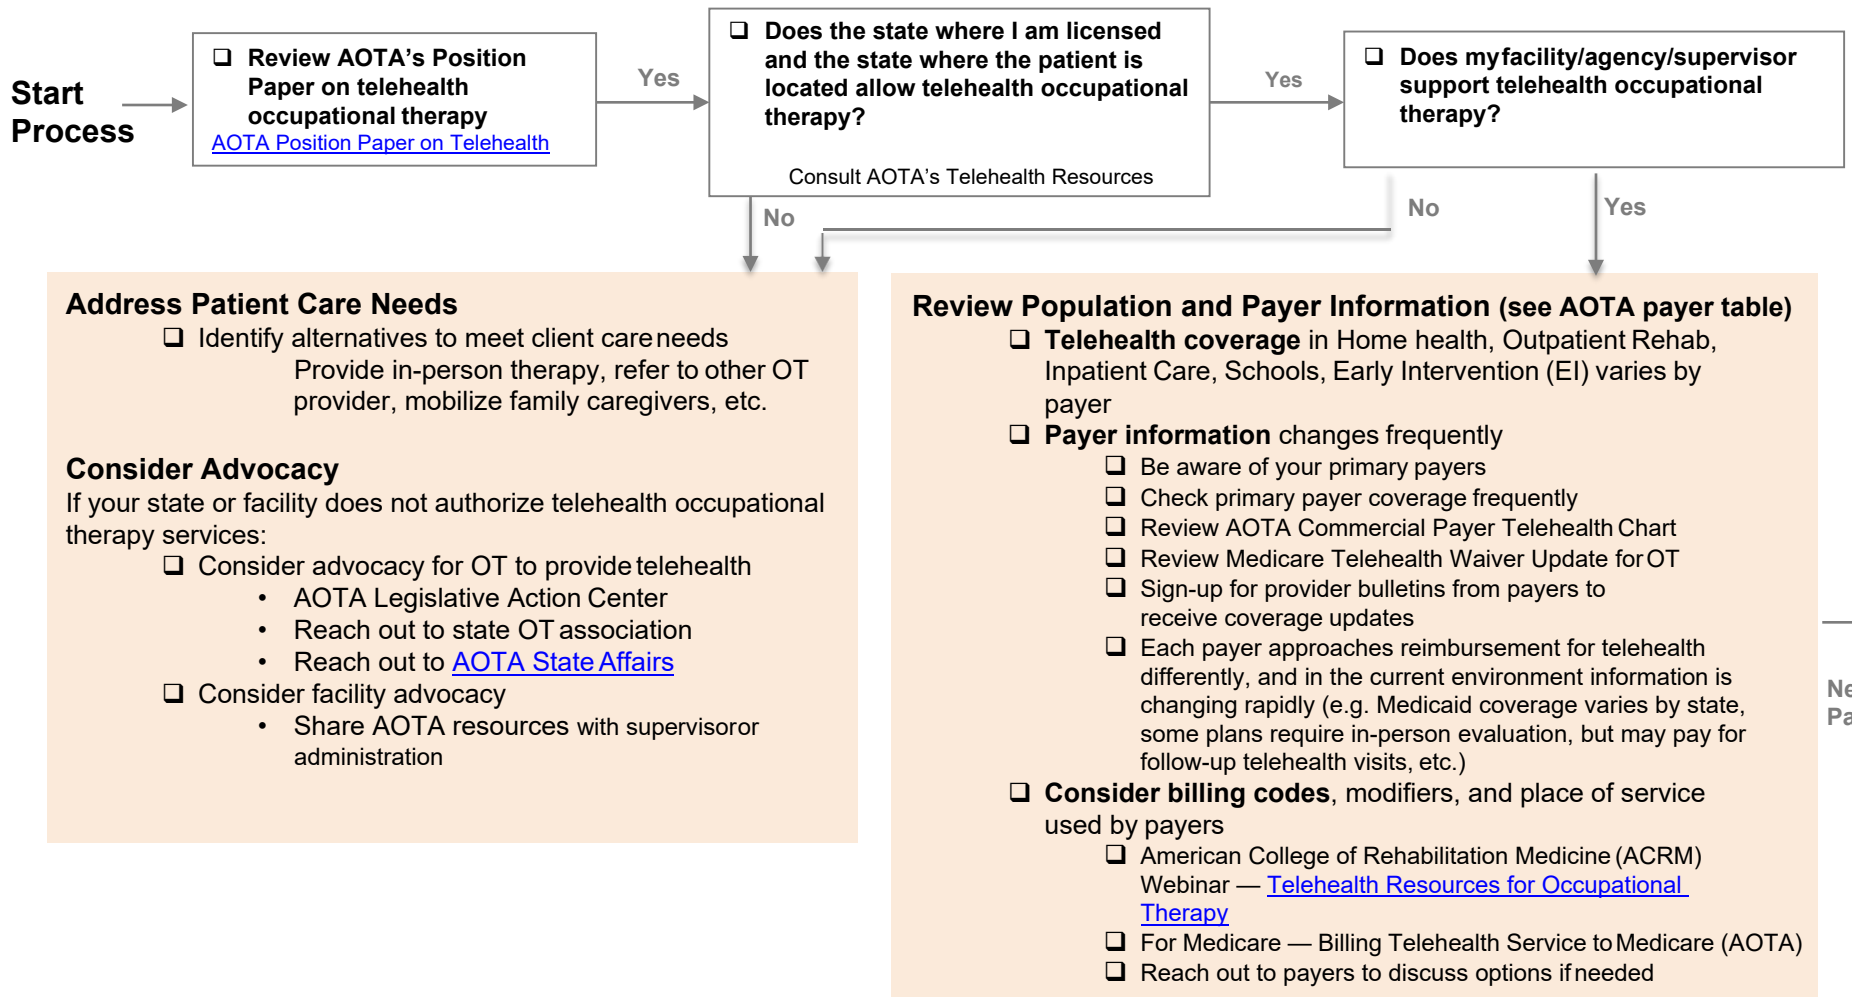 Start
Process
❑ Review AOTA's Position
Paper on telehealth
occupational therapy
AOTA Position Paper on Telehealth
Yes
❑ Does the state where I am licensed
and the state where the patient is
located allow telehealth occupational
therapy?
Consult AOTA's Telehealth Resources
Yes
❑ Does my facility/agency/supervisor
support telehealth occupational
therapy?
No
No
Yes
Address Patient Care Needs
❑ Identify alternatives to meet client care needs
Provide in-person therapy, refer to other OT
provider, mobilize family caregivers, etc.
Consider Advocacy
If your state or facility does not authorize telehealth occupational
therapy services:
❑ Consider advocacy for OT to provide telehealth
• AOTA Legislative Action Center
• Reach out to state OT association
• Reach out to AOTA State Affairs
❑ Consider facility advocacy
• Share AOTA resources with supervisoror
administration
Review Population and Payer Information (see AOTA payer table)
❑ Telehealth coverage in Home health, Outpatient Rehab,
Inpatient Care, Schools, Early Intervention (EI) varies by
payer
❑ Payer information changes frequently
❑ Be aware of your primary payers
❑ Check primary payer coverage frequently
❑ Review AOTA Commercial Payer Telehealth Chart
❑ Review Medicare Telehealth Waiver Update for OT
❑ Sign-up for provider bulletins from payers to
receive coverage updates
❑ Each payer approaches reimbursement for telehealth
differently, and in the current environment information is
changing rapidly (e.g. Medicaid coverage varies by state,
some plans require in-person evaluation, but may pay for
follow-up telehealth visits, etc.)
❑ Consider billing codes, modifiers, and place of service
used by payers
❑ American College of Rehabilitation Medicine (ACRM)
Webinar — Telehealth Resources for Occupational
Therapy
❑ For Medicare — Billing Telehealth Service to Medicare (AOTA)
❑ Reach out to payers to discuss options if needed